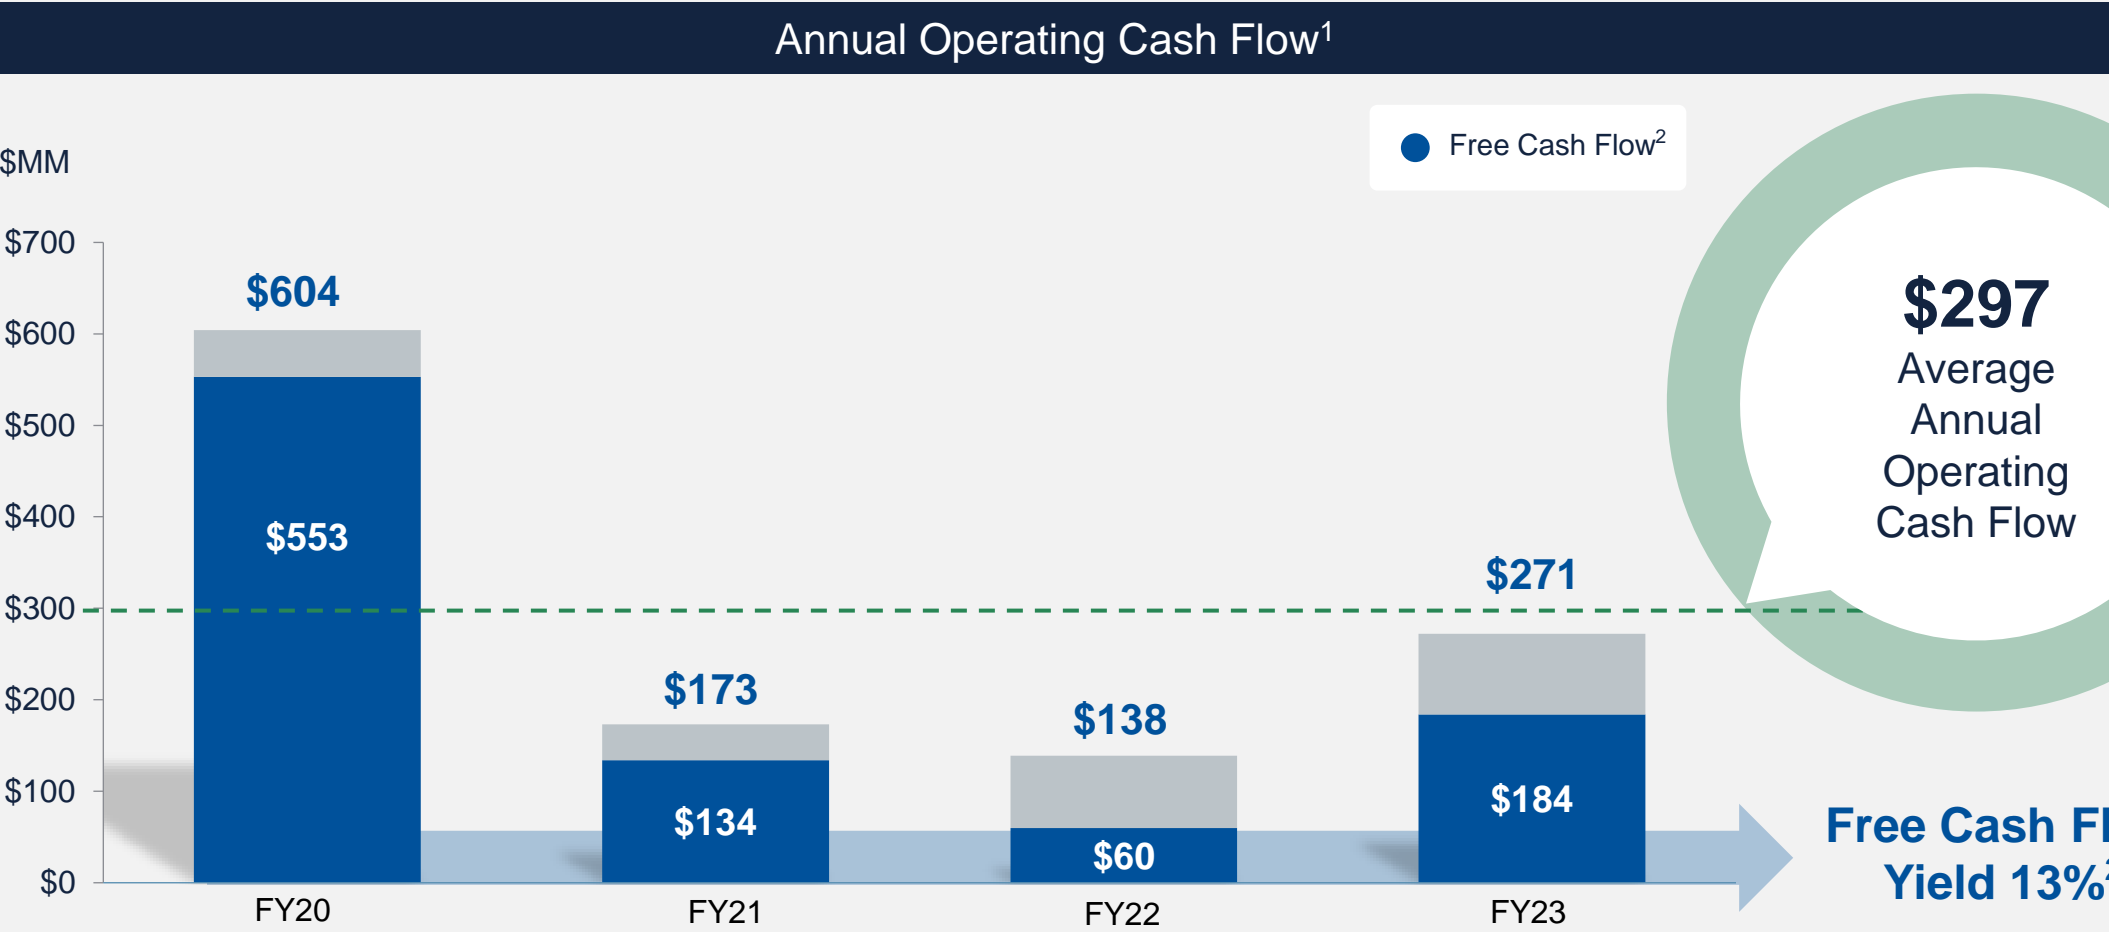 Annual Operating Cash Flow¹
Free Cash Flow²
$MM
$700
$600
$500
$400
$300
$200
$100
$0
$604
$553
$173
$134
$138
$60
$271
$184
FY20
FY21
FY22
FY23
$297
Average
Annual
Operating
Cash Flow
Free Cash
Yield 13%